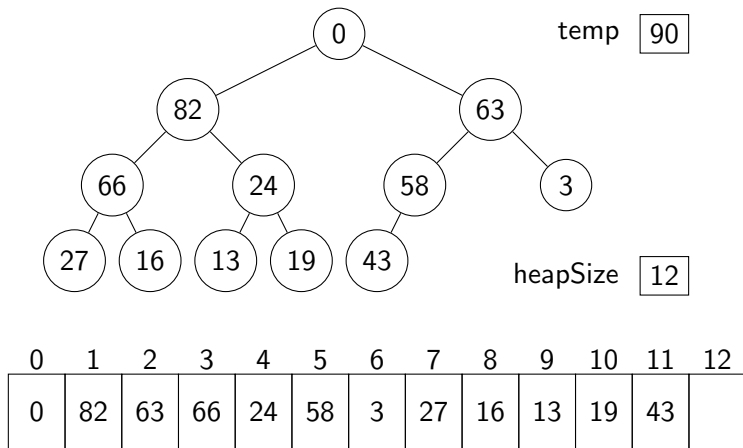 0 temp 90
82 63
66 24 58 3
27 16 13 19 43
heapSize 12
0 1 2 3 4 5 6 7 8 9 10 11 12
0 82 63 66 24 58 3 27 16 13 19 43